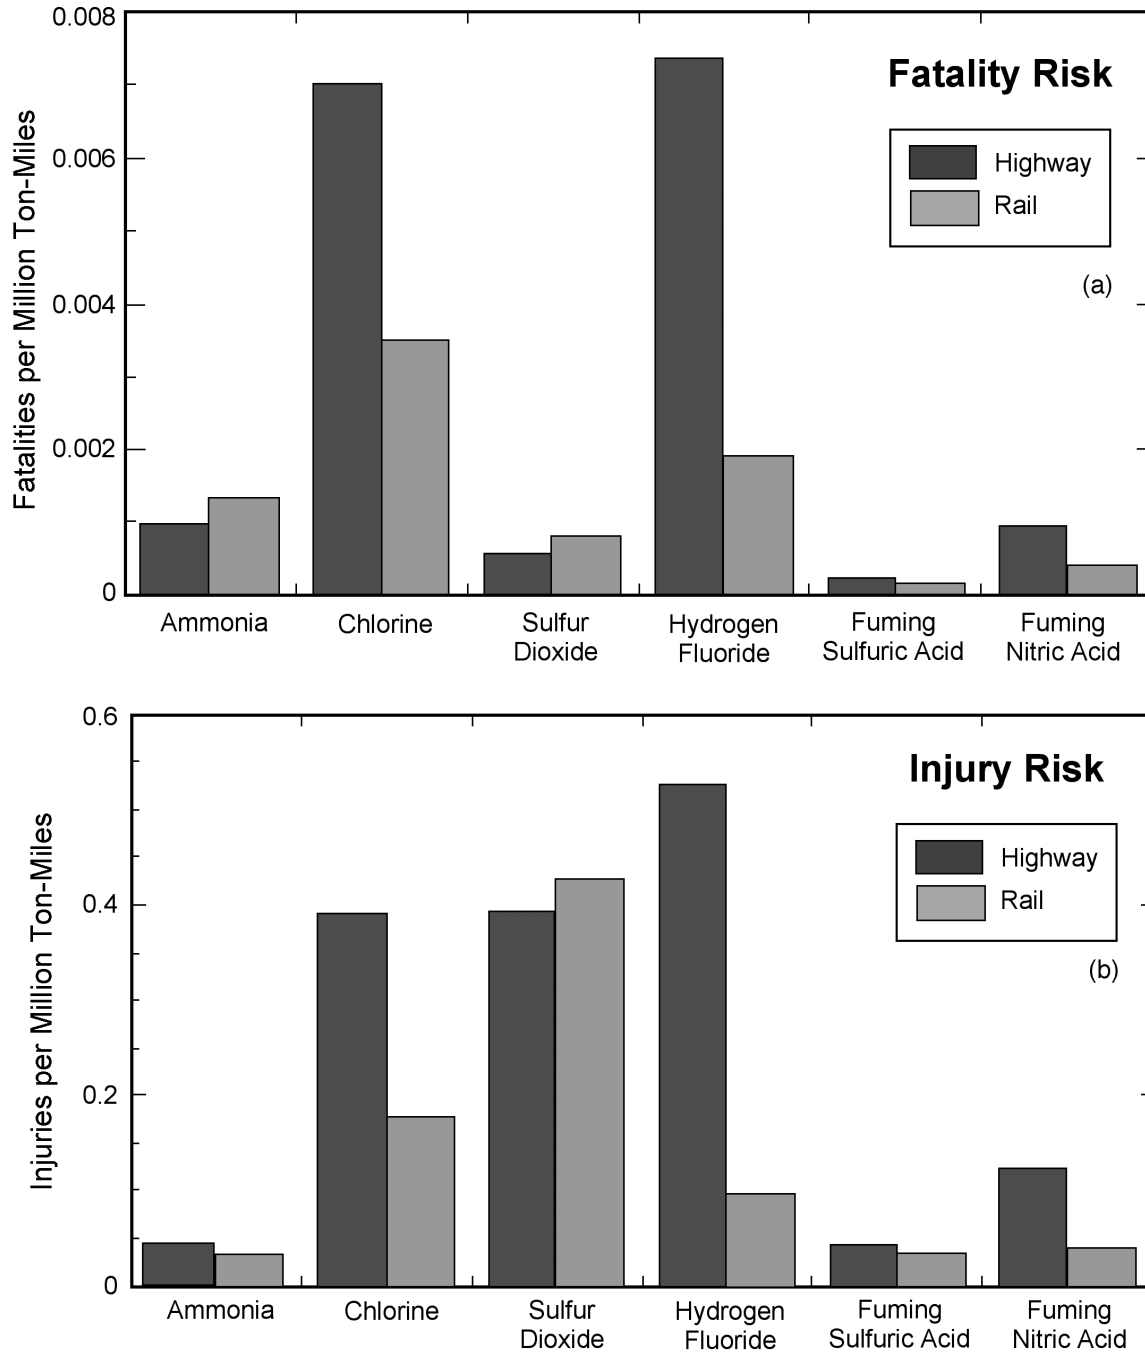 0.008
0.006
0.004
0.002
0
Fatalities per Million Ton-Miles
Fatality Risk
Highway
Rail
(a)
Ammonia
Chlorine
Sulfur
Dioxide
Hydrogen
Fluoride
Fuming
Sulfuric Acid
Fuming
Nitric Acid
0.6
0.4
0.2
0
Injuries per Million Ton-Miles
Injury Risk
Highway
Rail
(b)
Ammonia
Chlorine
Sulfur
Dioxide
Hydrogen
Fluoride
Fuming
Sulfuric Acid
Fuming
Nitric Acid